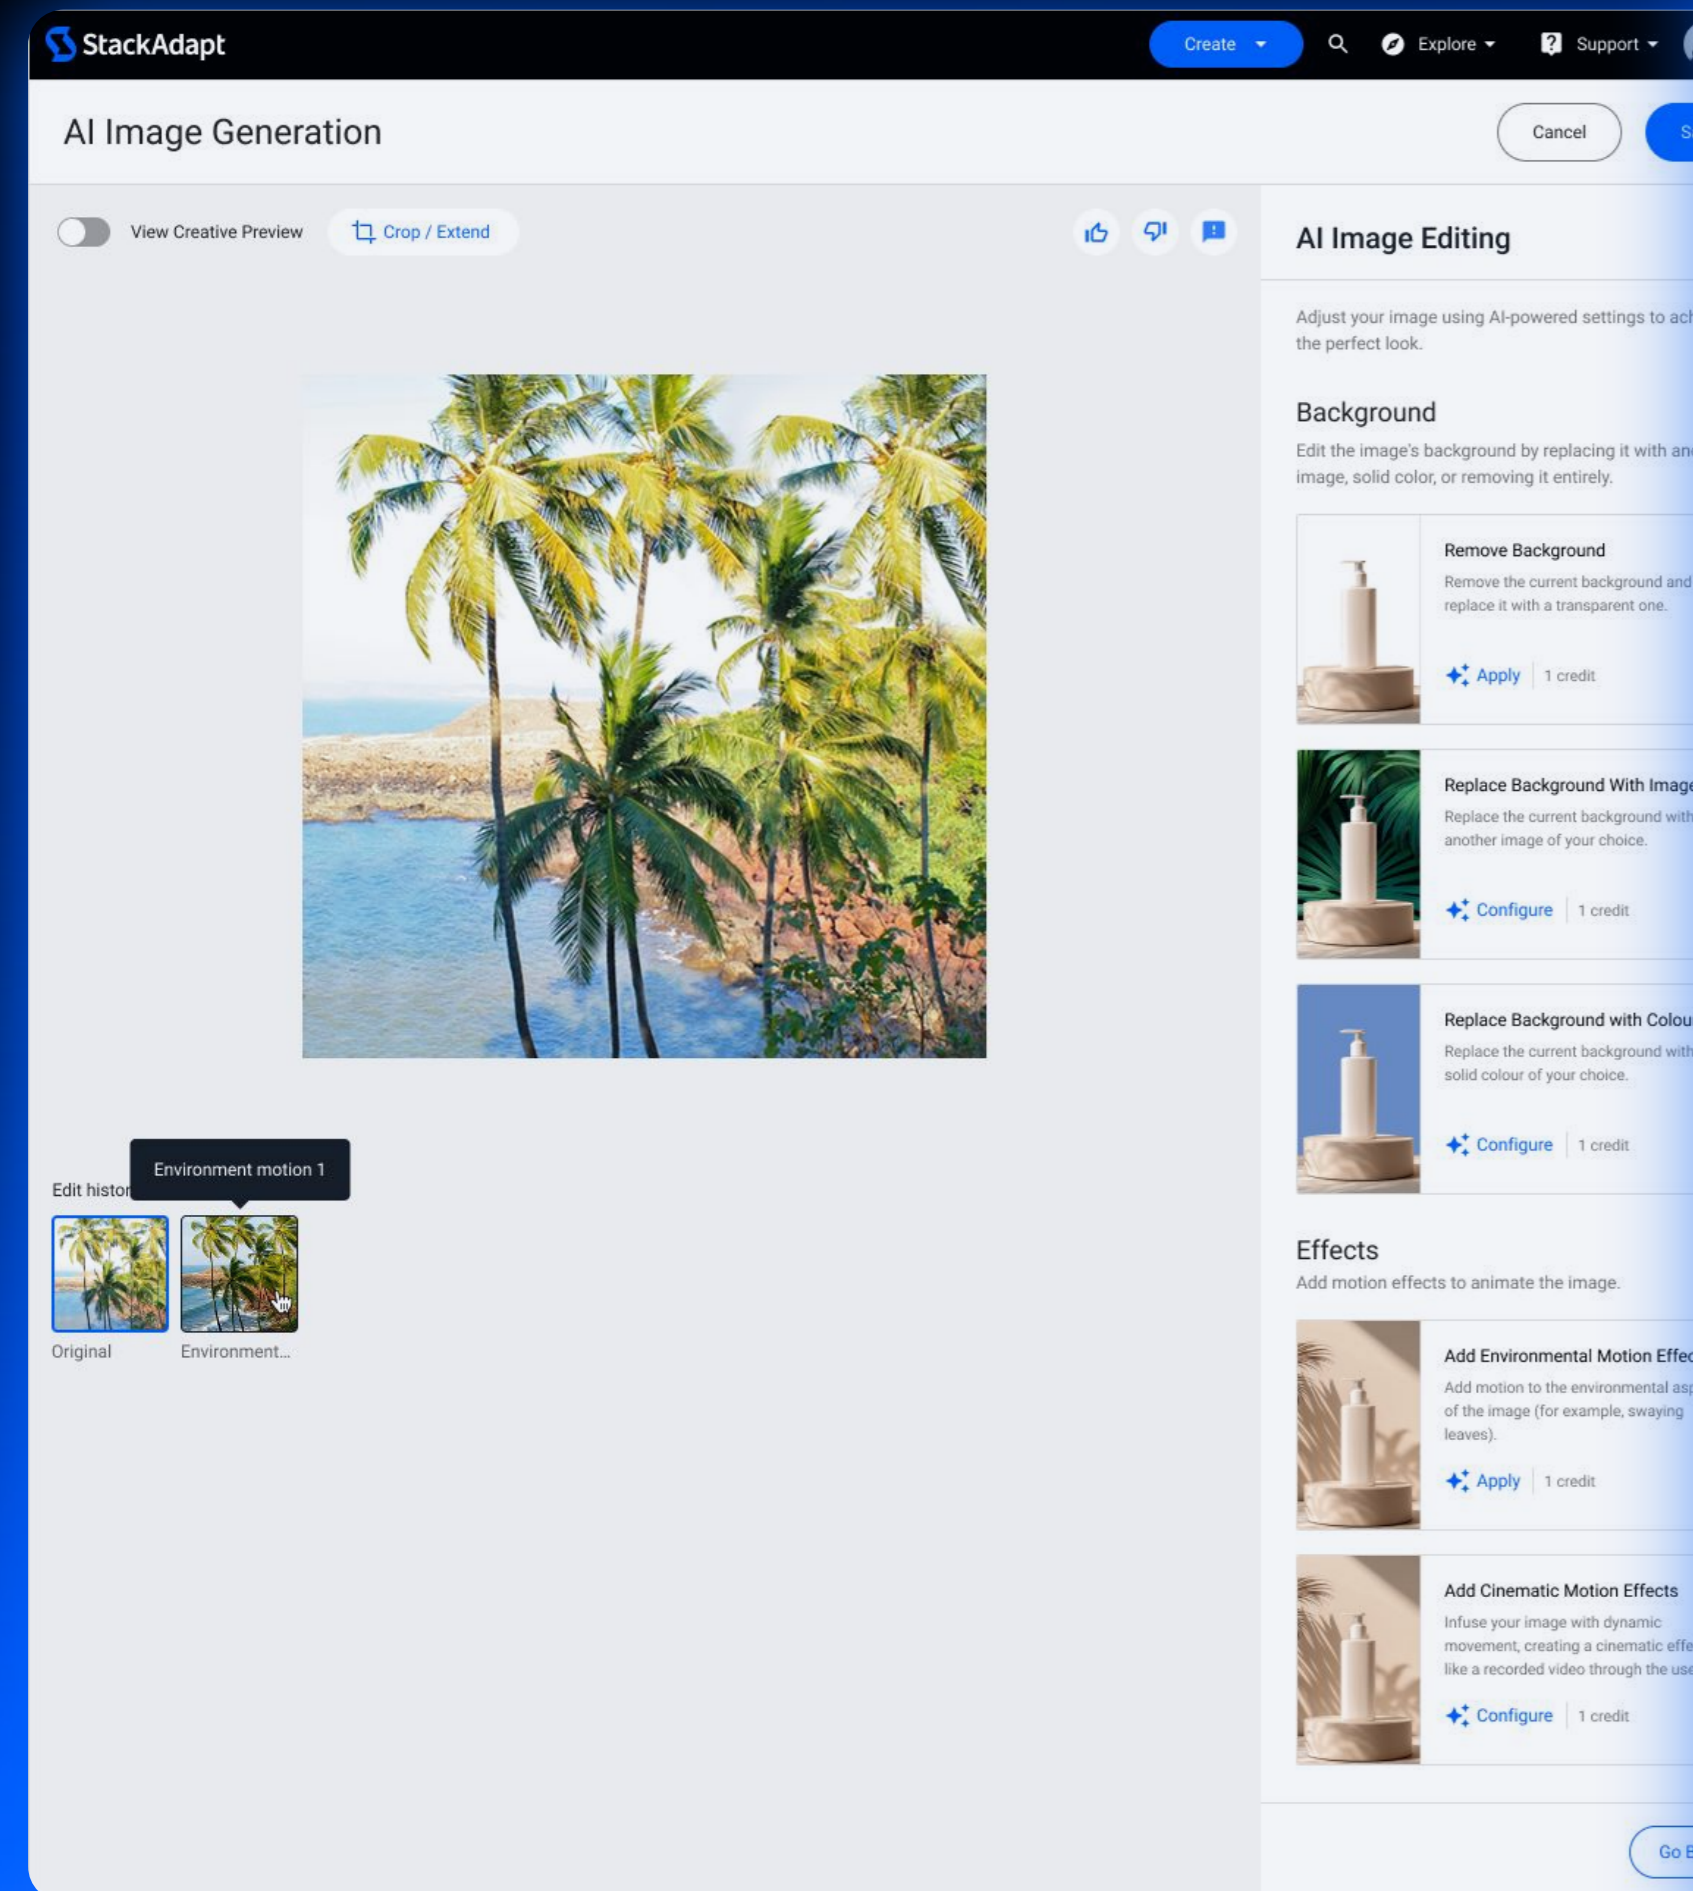 StackAdapt
Create
Explore
Support
AI Image Generation
Cancel
View Creative Preview
Crop / Extend
AI Image Editing
Adjust your image using AI-powered settings to
the perfect look.
Background
Edit the image's background by replacing it with
image, solid color, or removing it entirely.
Remove Background
Remove the current background and
replace it with a transparent one.
Apply
1 credit
Replace Background With Image
Replace the current background with
another image of your choice.
Configure
1 credit
Replace Background with
Replace the current background with
solid colour of your choice.
Configure
1 credit
Environment motion 1
Edit
Original
Environment...
Effects
Add motion effects to animate the image.
Add Environmental Motion
Add motion to the environmental
of the image (for example, swaying
leaves).
Apply
1 credit
Add Cinematic Motion Effects
Infuse your image with dynamic
movement, creating a cinematic
like a recorded video through the use
Configure
1 credit
Go